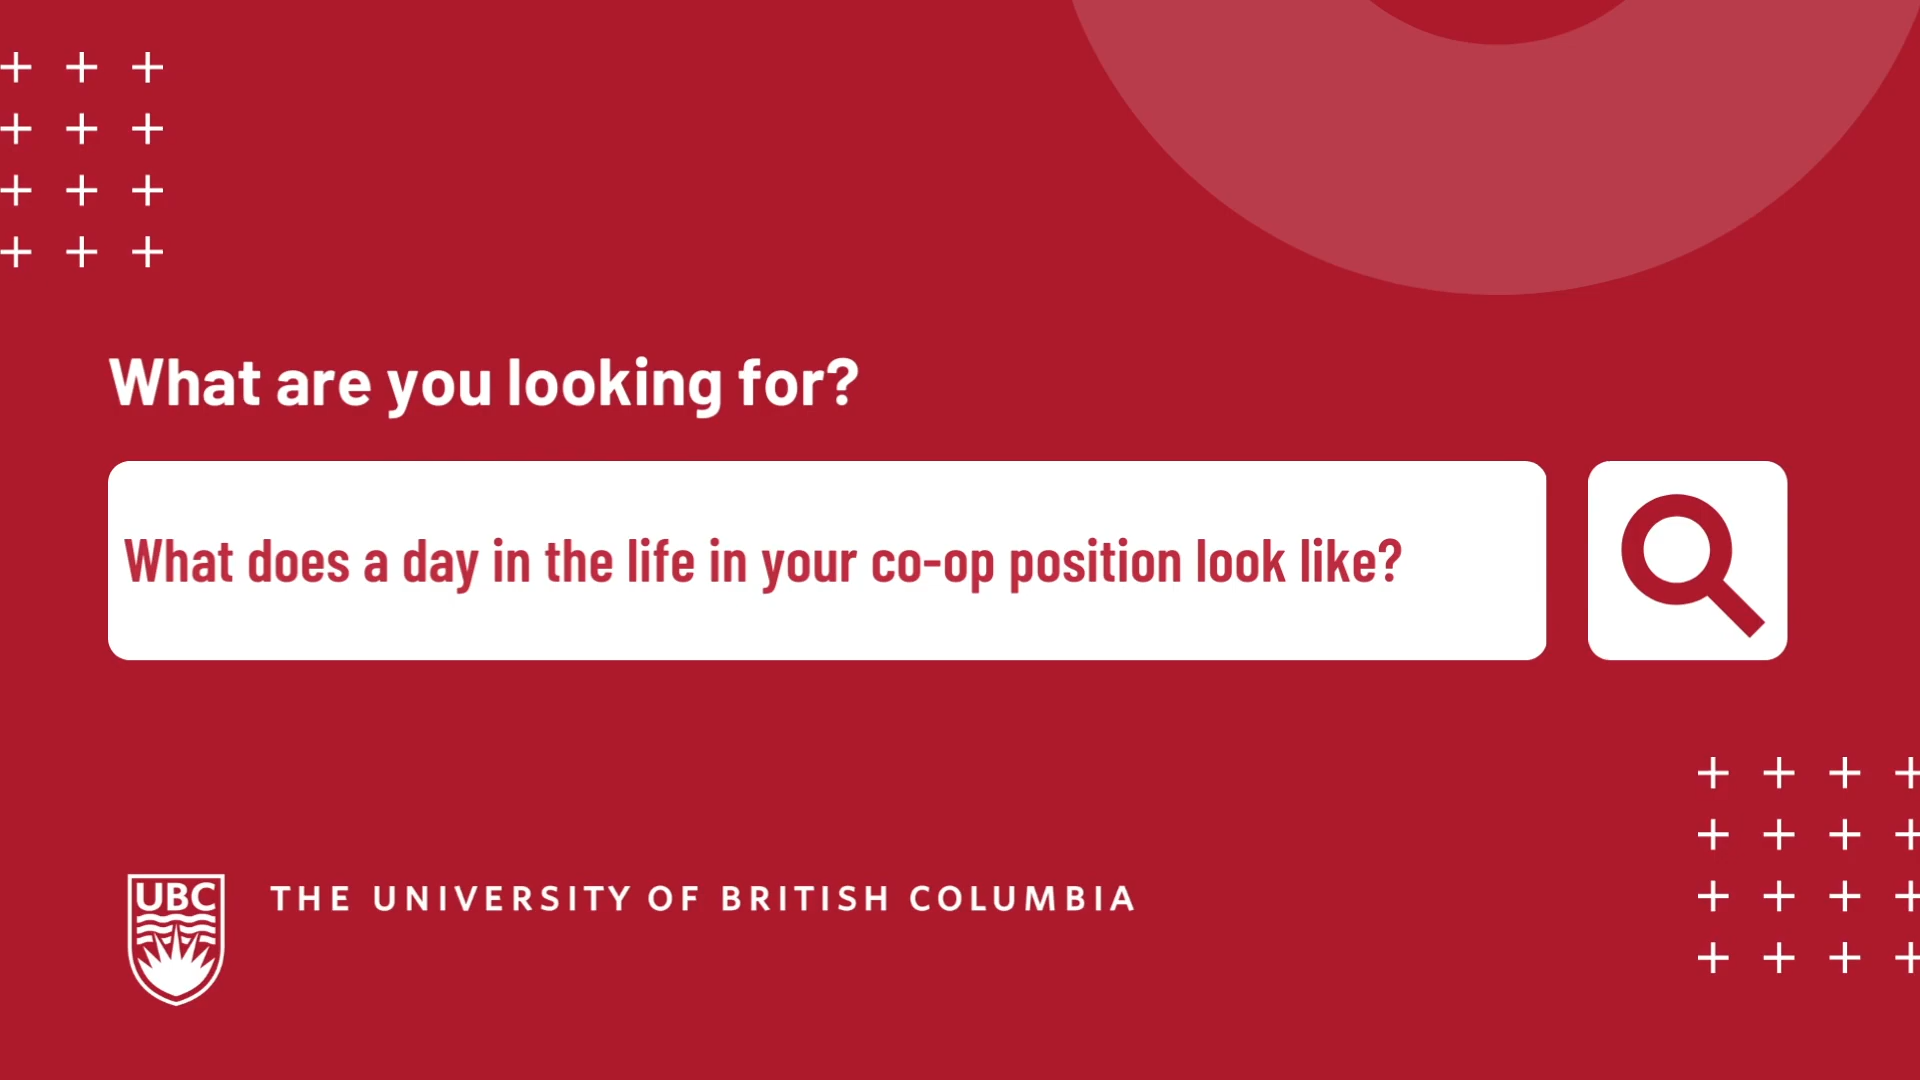 What are you looking for?
What does a day in the life in your co-op position look like?
UBC
THE UNIVERSITY OF BRITISH COLUMBIA